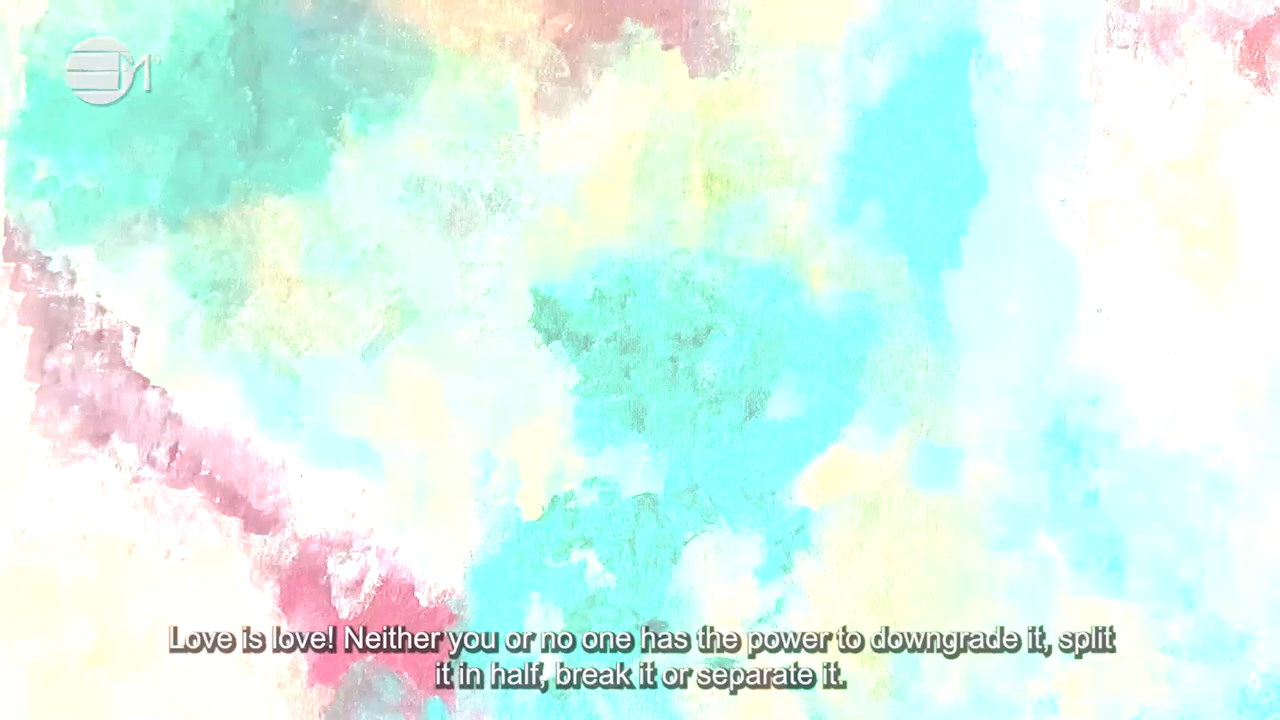 Love is love! Neither you or no one has the power to downgrade it, split
it in half, break it or separate it.